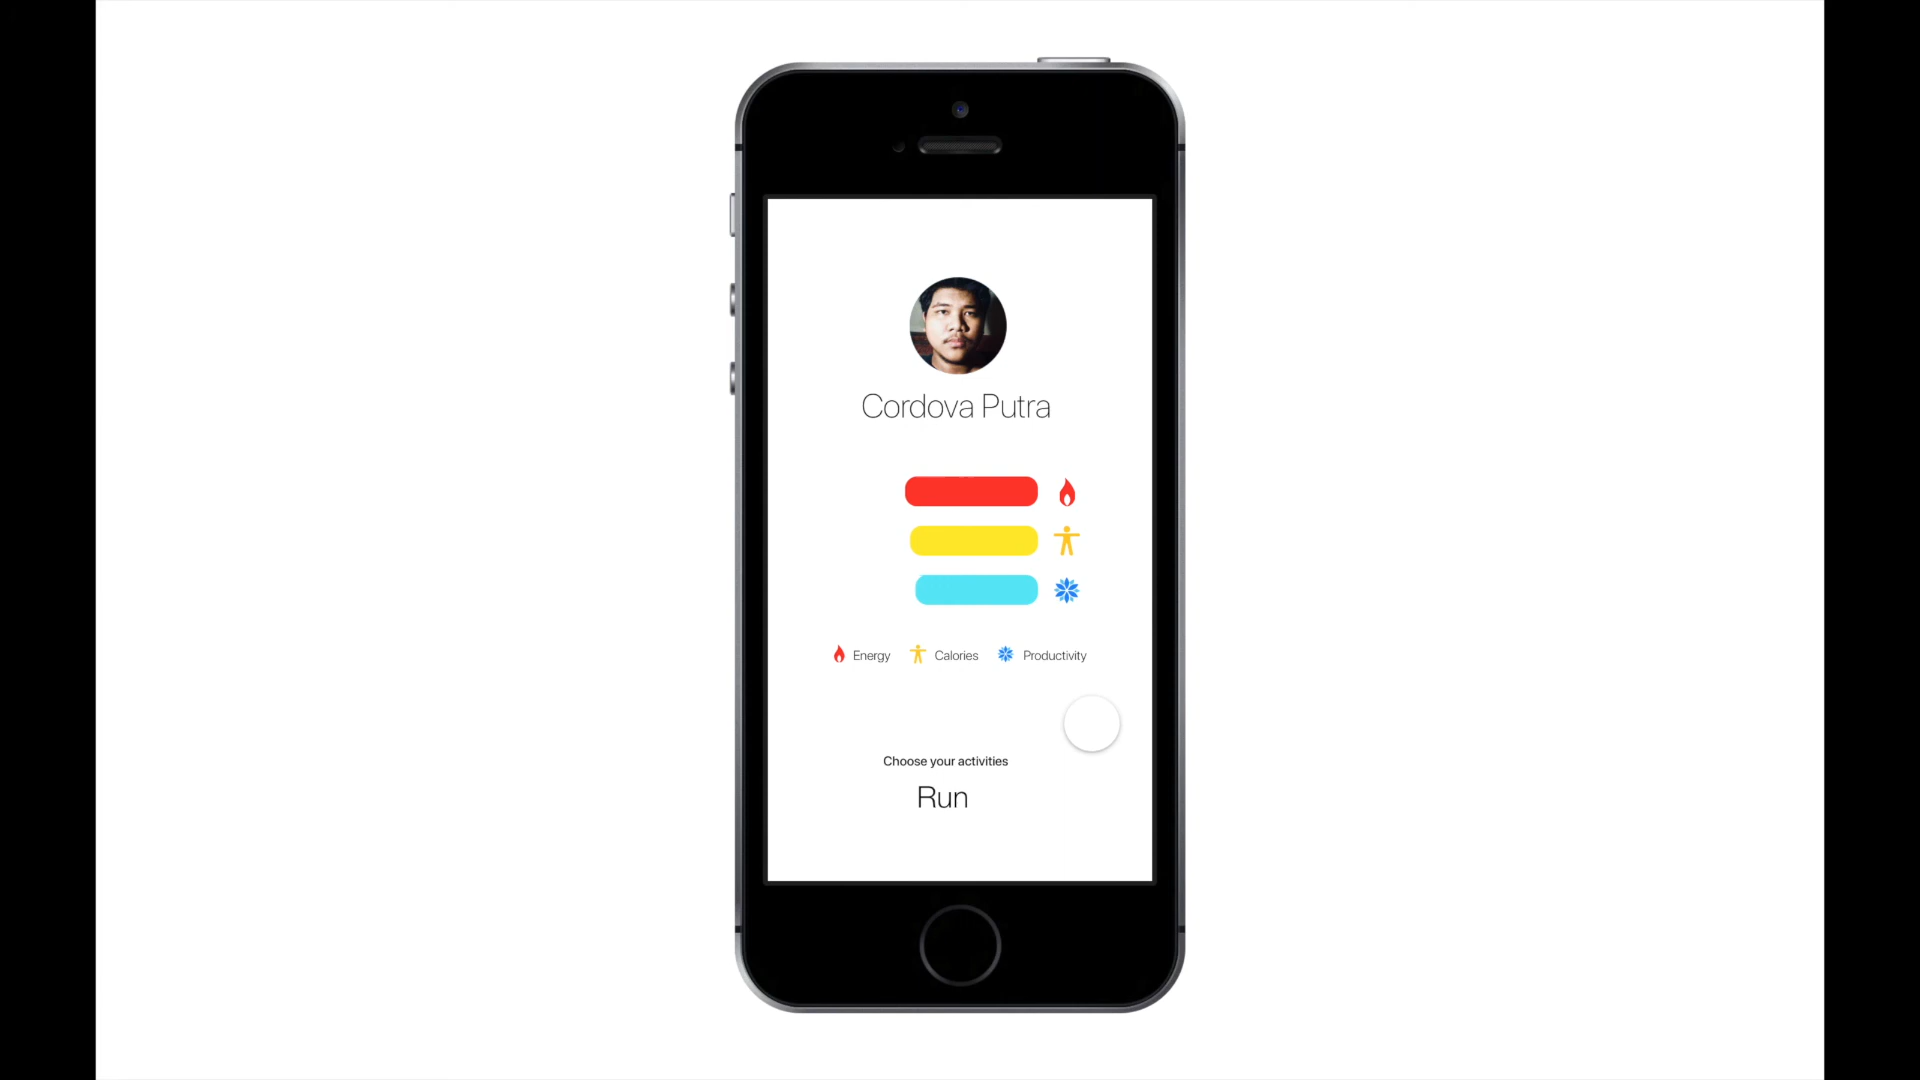 Cordova Putra
Energy Calories Productivity
Choose your activities
Run